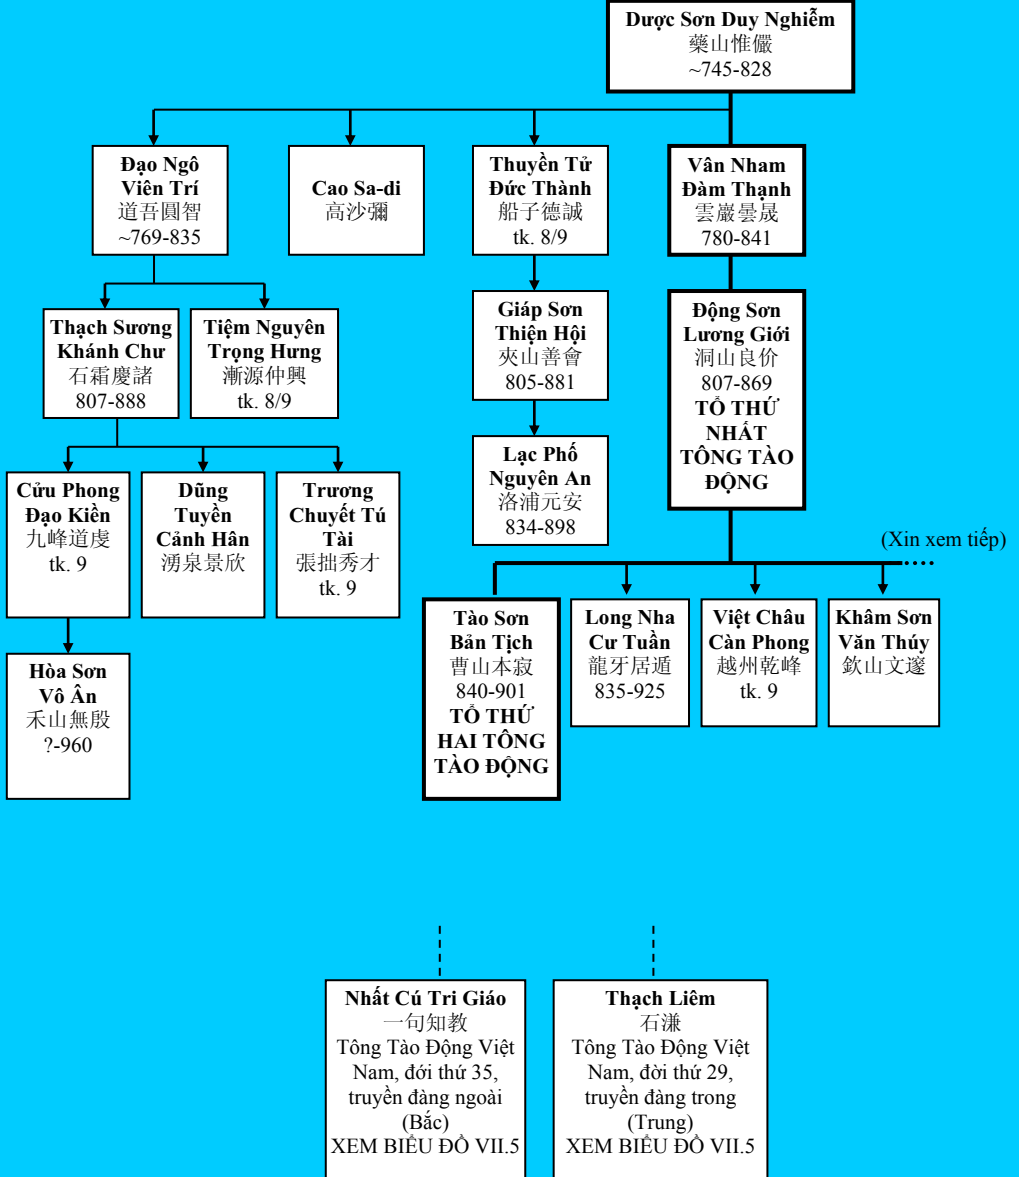 Dược Sơn Duy Nghiễm
藥山惟儼
~745-828
Đạo Ngô
Viên Trí
道吾圓智
~769-835
Cao Sa-di
高沙彌
Thuyền Tử
Đức Thành
船子德誠
tk. 8/9
Vân Nham
Đàm Thạnh
雲巖曇晟
780-841
Thạch Sương
Khánh Chư
石霜慶諸
807-888
Tiệm Nguyên
Trọng Hưng
漸源仲興
tk. 8/9
Giáp Sơn
Thiện Hội
夾山善會
805-881
Động Sơn
Lương Giới
洞山良价
807-869
TỔ THỨ
NHẤT
TÔNG TÀO
ĐỘNG
Cửu Phong
Đạo Kiền
九峰道虔
tk. 9
Dũng
Tuyền
Cảnh Hân
湧泉景欣
Trương
Chuyết Tú
Tài
張拙秀才
tk. 9
Lạc Phố
Nguyên An
洛浦元安
834-898
(Xin xem tiếp)
Hòa Sơn
Vô Ân
禾山無殷
?-960
Tào Sơn
Bản Tịch
曹山本寂
840-901
TỔ THỨ
HAI TÔNG
TÀO ĐỘNG
Long Nha
Cư Tuần
龍牙居遁
835-925
Việt Châu
Càn Phong
越州乾峰
tk. 9
Khâm Sơn
Văn Thúy
欽山文邃
Nhất Cú Tri Giáo
一句知教
Tông Tào Động Việt
Nam, đới thứ 35,
truyền đàng ngoài
(Bắc)
XEM BIỂU ĐỒ VII.5
Thạch Liêm
石溓
Tông Tào Động Việt
Nam, đời thứ 29,
truyền đàng trong
(Trung)
XEM BIỂU ĐỒ VII.5